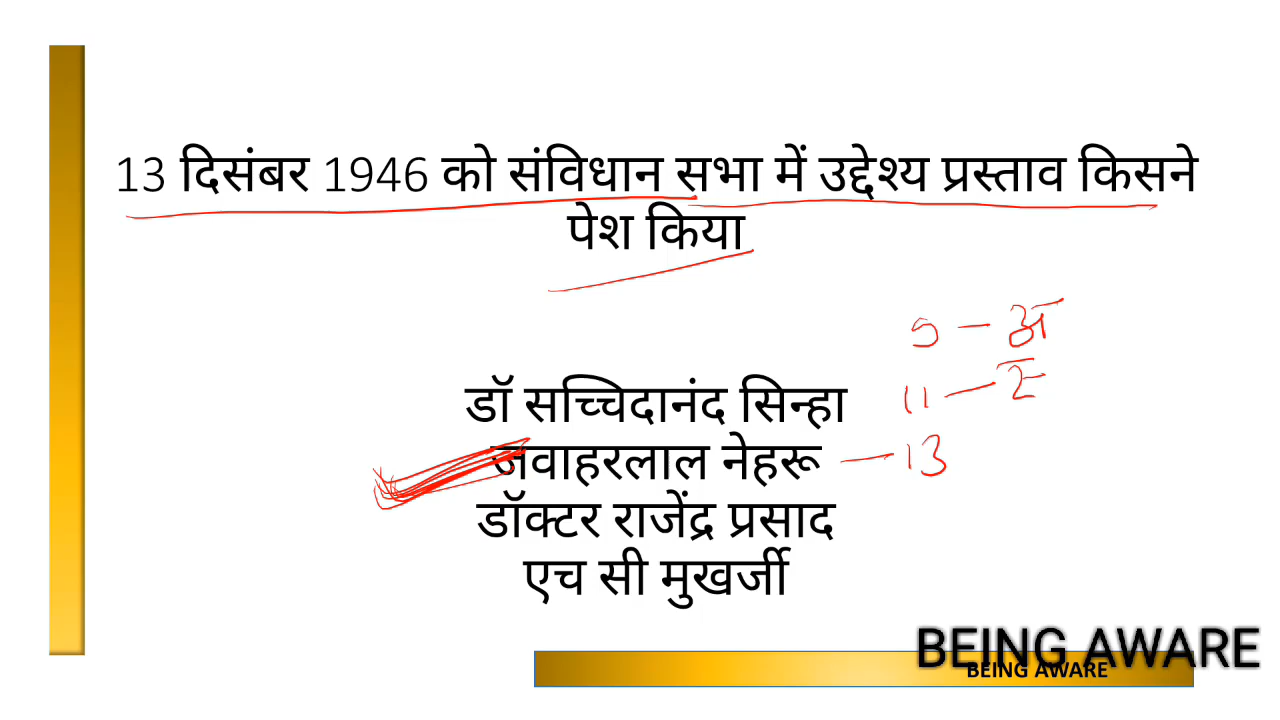 13 दिसंबर 1946 को संविधान सभा में उद्देश्य प्रस्ताव किसने
पेश किया
9 – अ
डॉ सच्चिदानंद सिन्हा
11 –
जवाहरलाल नेहरू – 13
डॉक्टर राजेंद्र प्रसाद
एच सी मुखर्जी
BEING AWARE
BEING AWARE